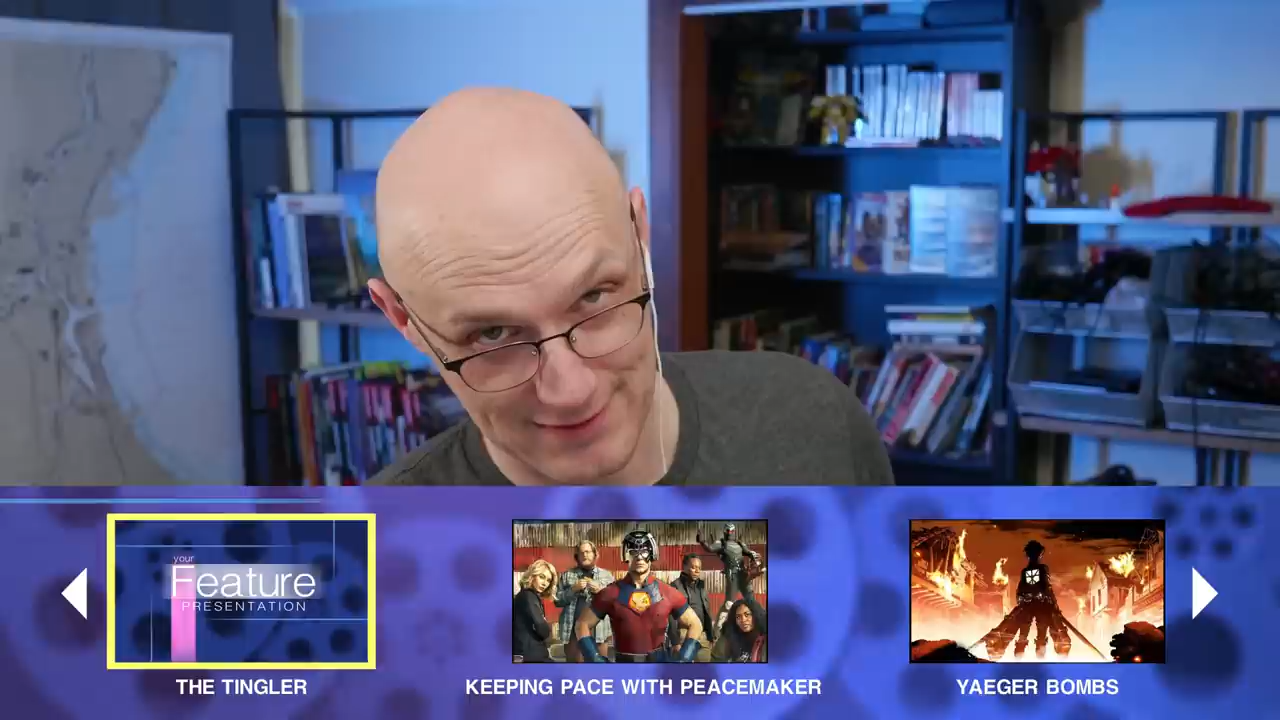 your
Feature
PRESENTATION
THE TINGLER
KEEPING PACE WITH PEACEMAKER
YAEGER BOMBS